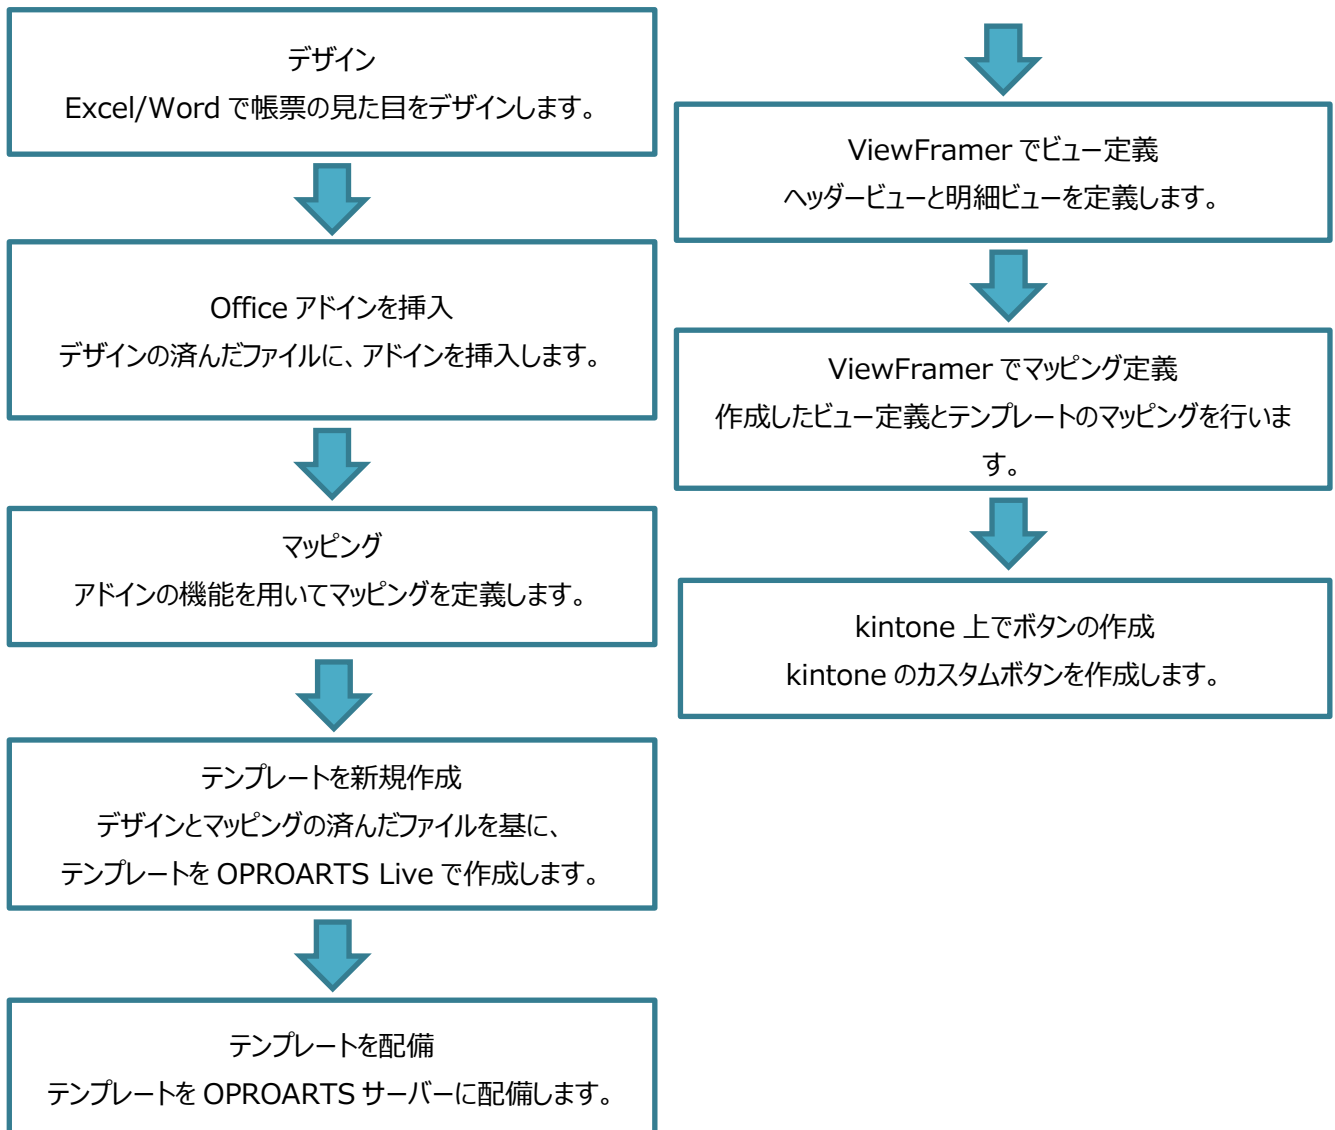 デザイン
Excel/Word で帳票の見た目をデザインします。
Office アドインを挿入
デザインの済んだファイルに、アドインを挿入します。
マッピング
アドインの機能を用いてマッピングを定義します。
テンプレートを新規作成
デザインとマッピングの済んだファイルを基に、
テンプレートを OPROARTS Live で作成します。
テンプレートを配備
テンプレートを OPROARTS サーバーに配備します。
ViewFramer でビュー定義
ヘッダービューと明細ビューを定義します。
ViewFramer でマッピング定義
作成したビュー定義とテンプレートのマッピングを行いま
す。
kintone 上でボタンの作成
kintone のカスタムボタンを作成します。